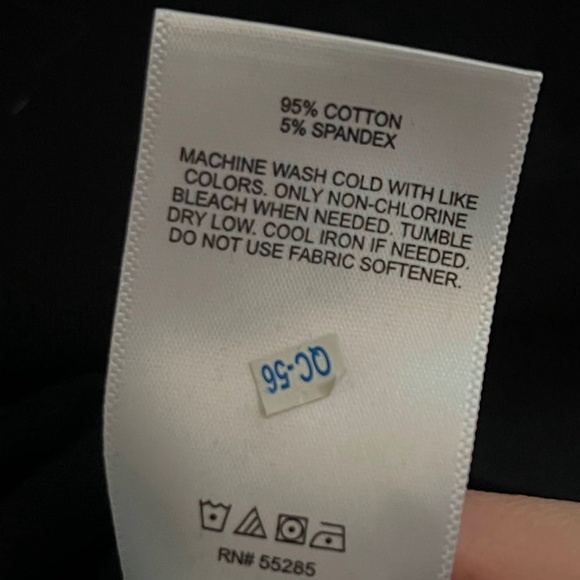 95% COTTON
5% SPANDEX
MACHINE WASH COLD WITH LIKE
COLORS. ONLY NON-CHLORINE
BLEACH WHEN NEEDED. TUMBLE
DRY LOW. COOL IRON IF NEEDED.
DO NOT USE FABRIC SOFTENER.
QC-56
RN# 55285